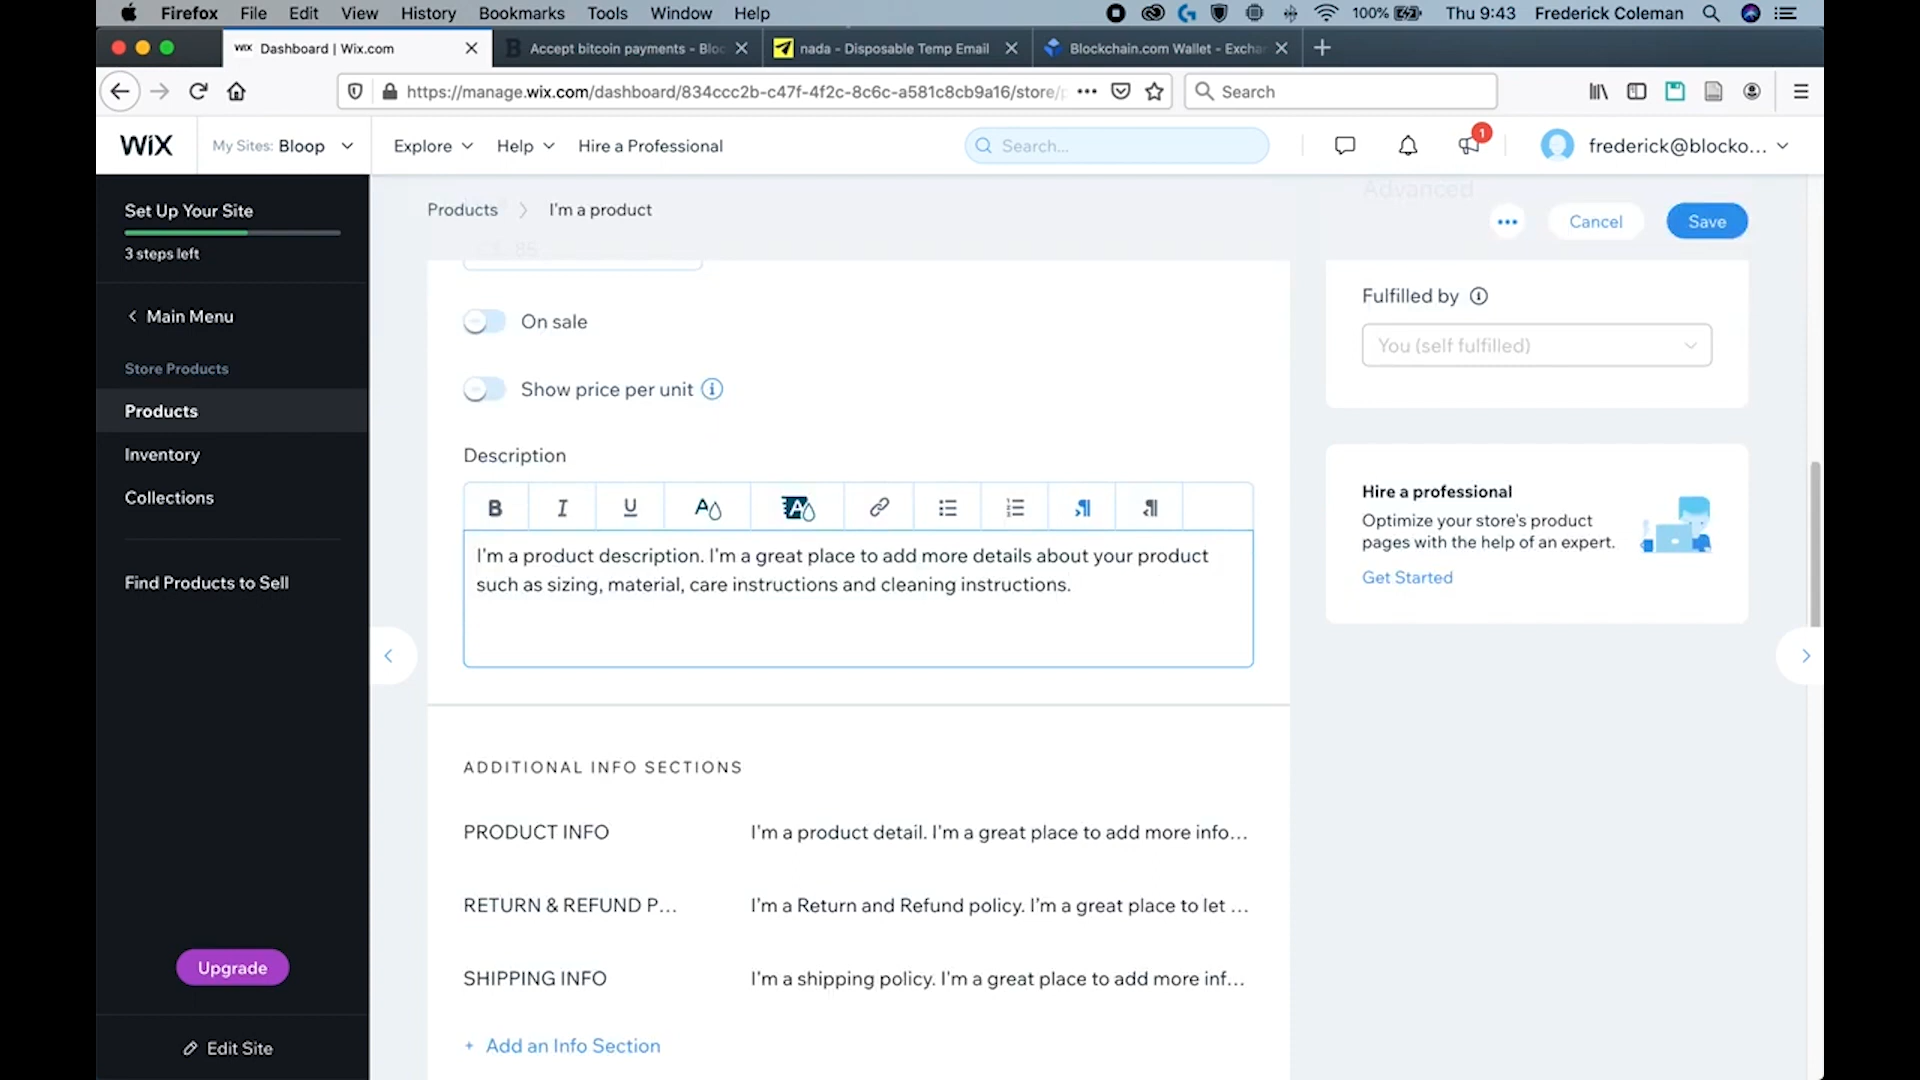 Firefox File Edit View History Bookmarks Tools Window Help 100% Thu 9:43 Frederick Coleman
WIX Dashboard | Wix.com Accept bitcoin payments - Bloc nada - Disposable Temp Email Blockchain.com Wallet - Excha
https://manage.wix.com/dashboard/834ccc2b-c47f-4f2c-8c6c-a581c8cb9a16/store/p Search
WiX My Sites: Bloop Explore Help Hire a Professional Search... 1 frederick@blocko...
Advanced
Set Up Your Site
3 steps left
Main Menu
Store Products
Products
Inventory
Collections
Find Products to Sell
Upgrade
Edit Site
Products I'm a product
Cancel Save
85
On sale
Show price per unit
Description
B I U A A
I'm a product description. I'm a great place to add more details about your product
such as sizing, material, care instructions and cleaning instructions.
ADDITIONAL INFO SECTIONS
PRODUCT INFO I'm a product detail. I'm a great place to add more info...
RETURN & REFUND P... I'm a Return and Refund policy. I'm a great place to let ...
SHIPPING INFO I'm a shipping policy. I'm a great place to add more inf...
+ Add an Info Section
Fulfilled by
You (self fulfilled)
Hire a professional
Optimize your store's product
pages with the help of an expert.
Get Started